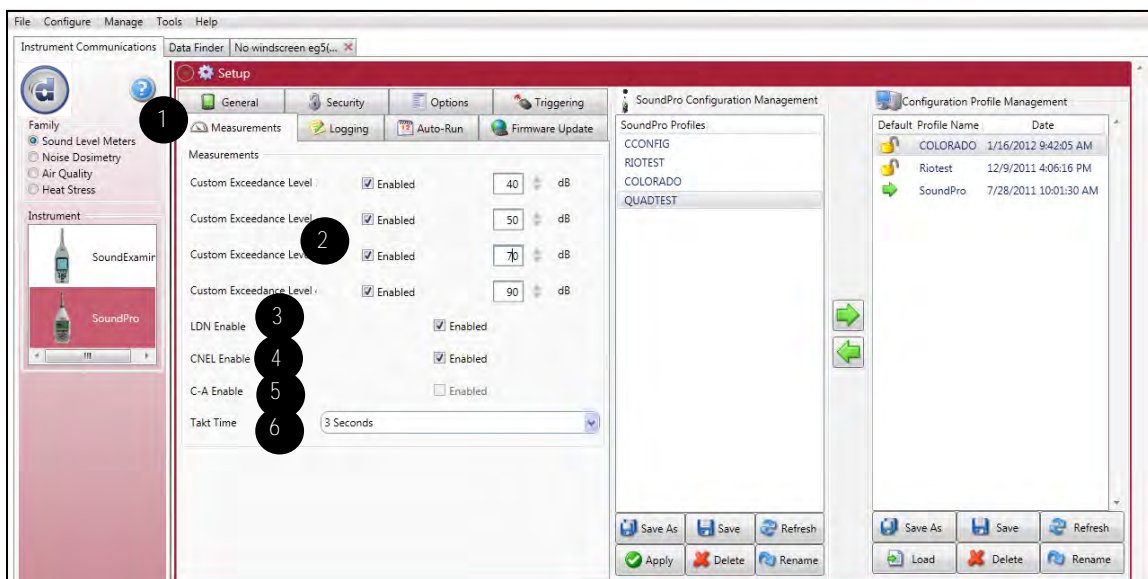 File Configure Manage Tools Help
Instrument Communications Data Finder No windscreen eg5(...
Setup
General Security Options Triggering
Measurements Logging Auto-Run Firmware Update
Family
Sound Level Meters
Noise Dosimetry
Air Quality
Heat Stress
Instrument
SoundExamir
SoundPro
1
Measurements
Custom Exceedance Level Enabled 40 dB
Custom Exceedance Level Enabled 50 dB
2
Custom Exceedance Leve Enabled 70 dB
Custom Exceedance Level Enabled 90 dB
LDN Enable 3 Enabled
CNEL Enable 4 Enabled
C-A Enable 5 Enabled
Takt Time 6 3 Seconds
SoundPro Configuration Management
SoundPro Profiles
CCONFIG
RIOTEST
COLORADO
QUADTEST
Save As Save Refresh
Apply Delete Rename
Configuration Profile Management
Default Profile Name Date
COLORADO 1/16/2012 9:42:05 AM
Riotest 12/9/2011 4:06:16 PM
SoundPro 7/28/2011 10:01:30 AM
Save As Save Refresh
Load Delete Rename